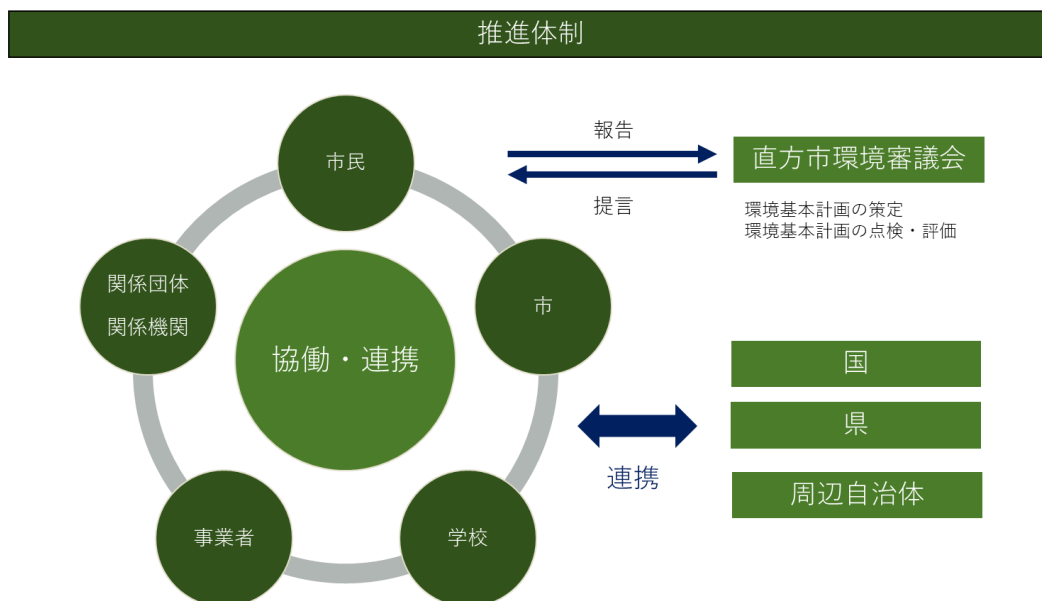 推進体制
市民
報告
直方市環境審議会
提言
環境基本計画の策定
環境基本計画の点検・評価
関係団体
関係機関
市
協働・連携
国
県
連携
周辺自治体
事業者
学校